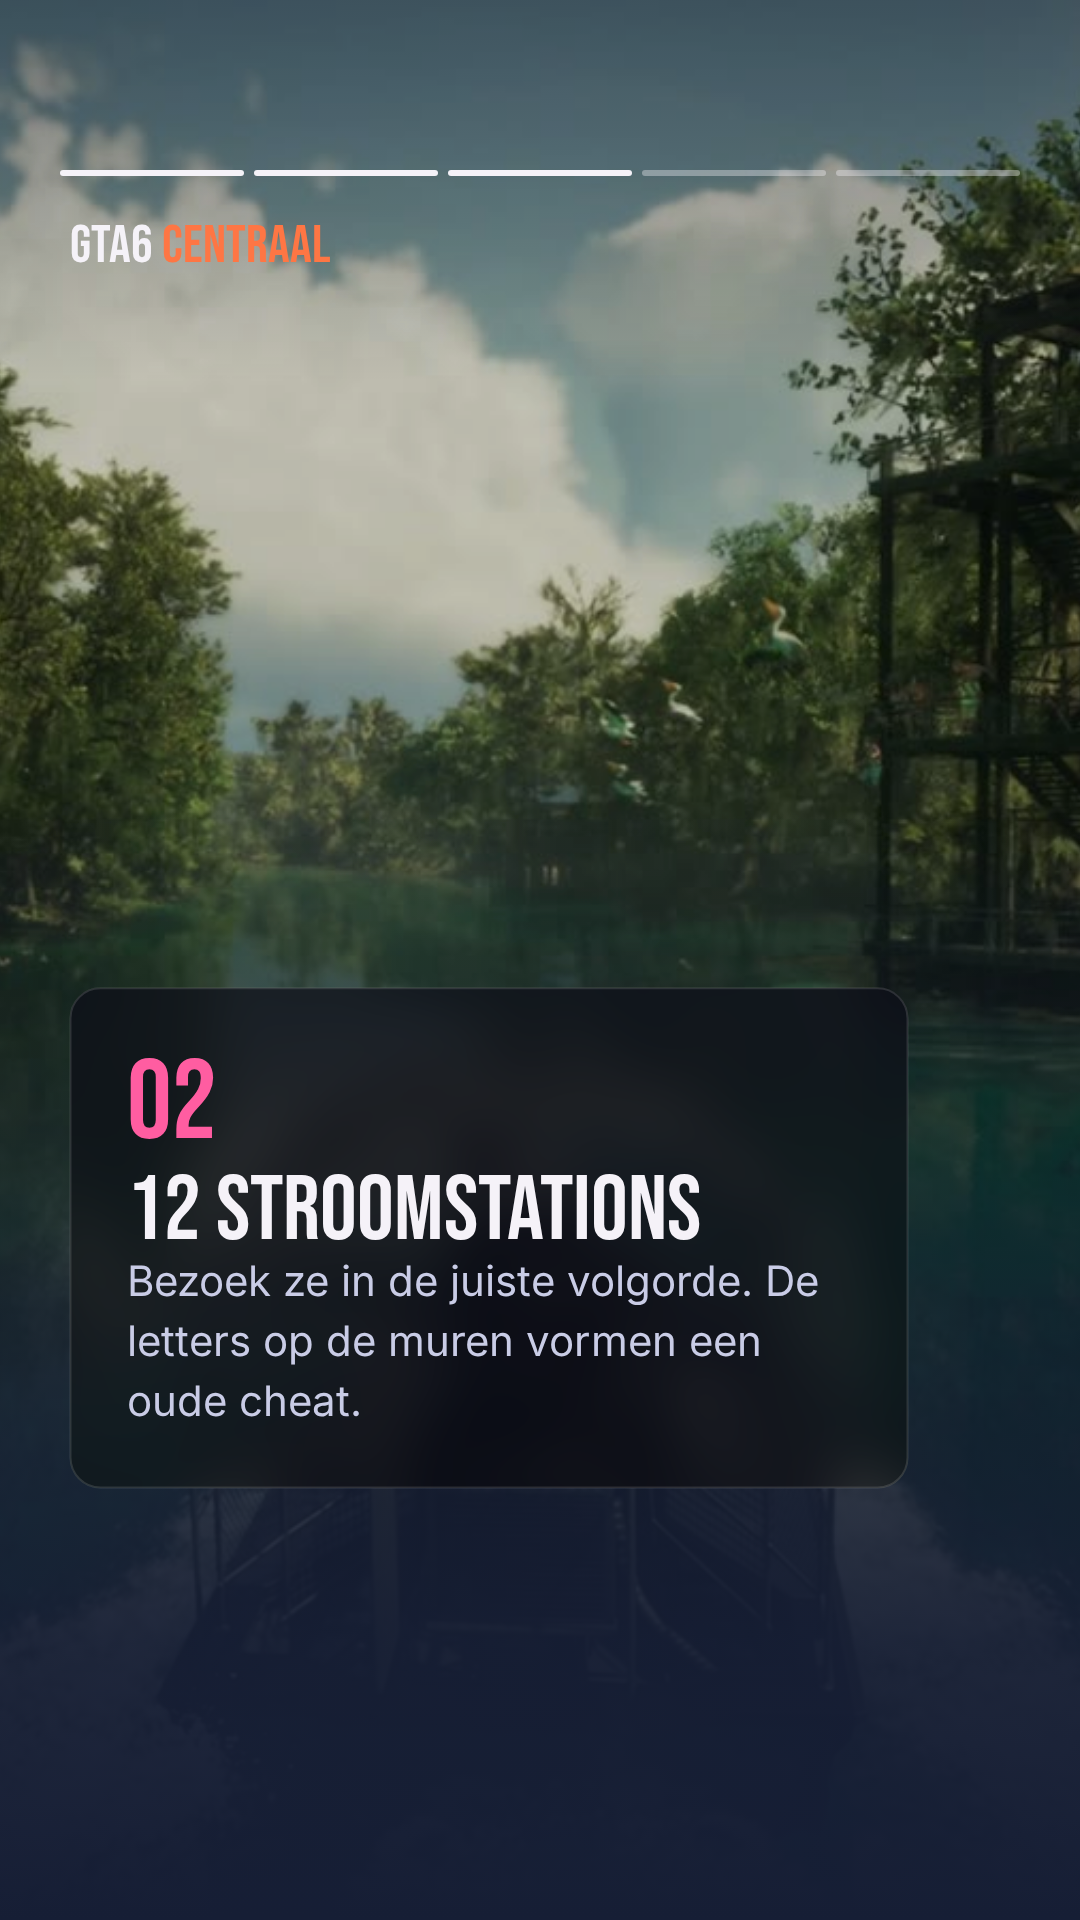 GTA6 CENTRAAL
02
12 STROOMSTATIONS
Bezoek ze in de juiste volgorde. De
letters op de muren vormen een
oude cheat.